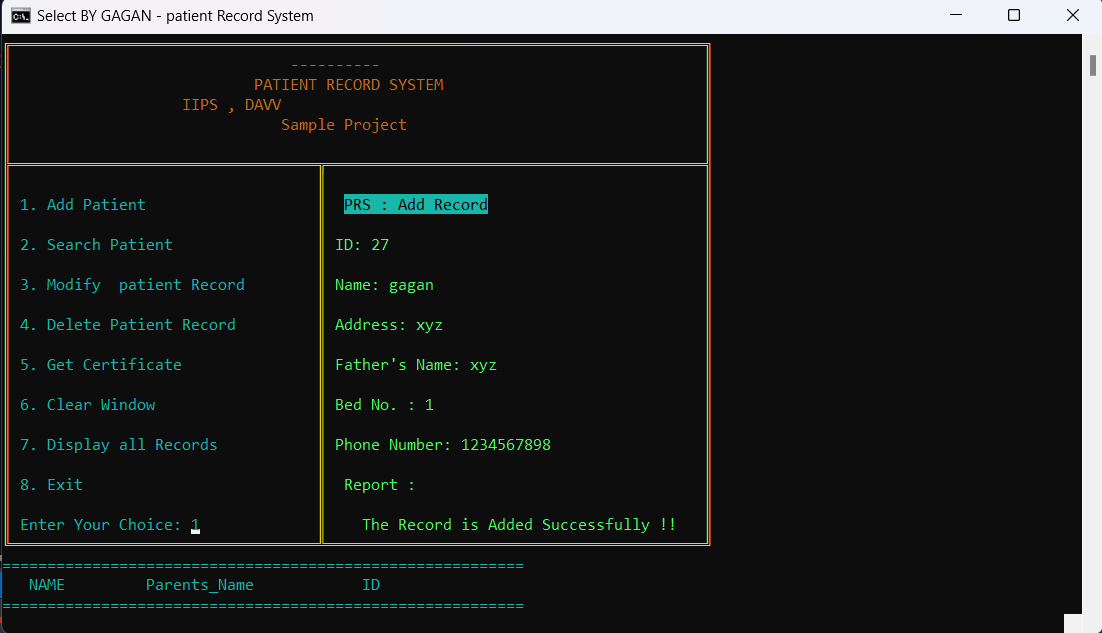 Select BY GAGAN - patient Record System
----------
PATIENT RECORD SYSTEM
IIPS , DAVV
Sample Project
1. Add Patient
2. Search Patient
3. Modify  patient Record
4. Delete Patient Record
5. Get Certificate
6. Clear Window
7. Display all Records
8. Exit
Enter Your Choice: 1
PRS : Add Record
ID: 27
Name: gagan
Address: xyz
Father's Name: xyz
Bed No. : 1
Phone Number: 1234567898
Report :
The Record is Added Successfully !!
==========================================================
NAME         Parents_Name            ID
==========================================================